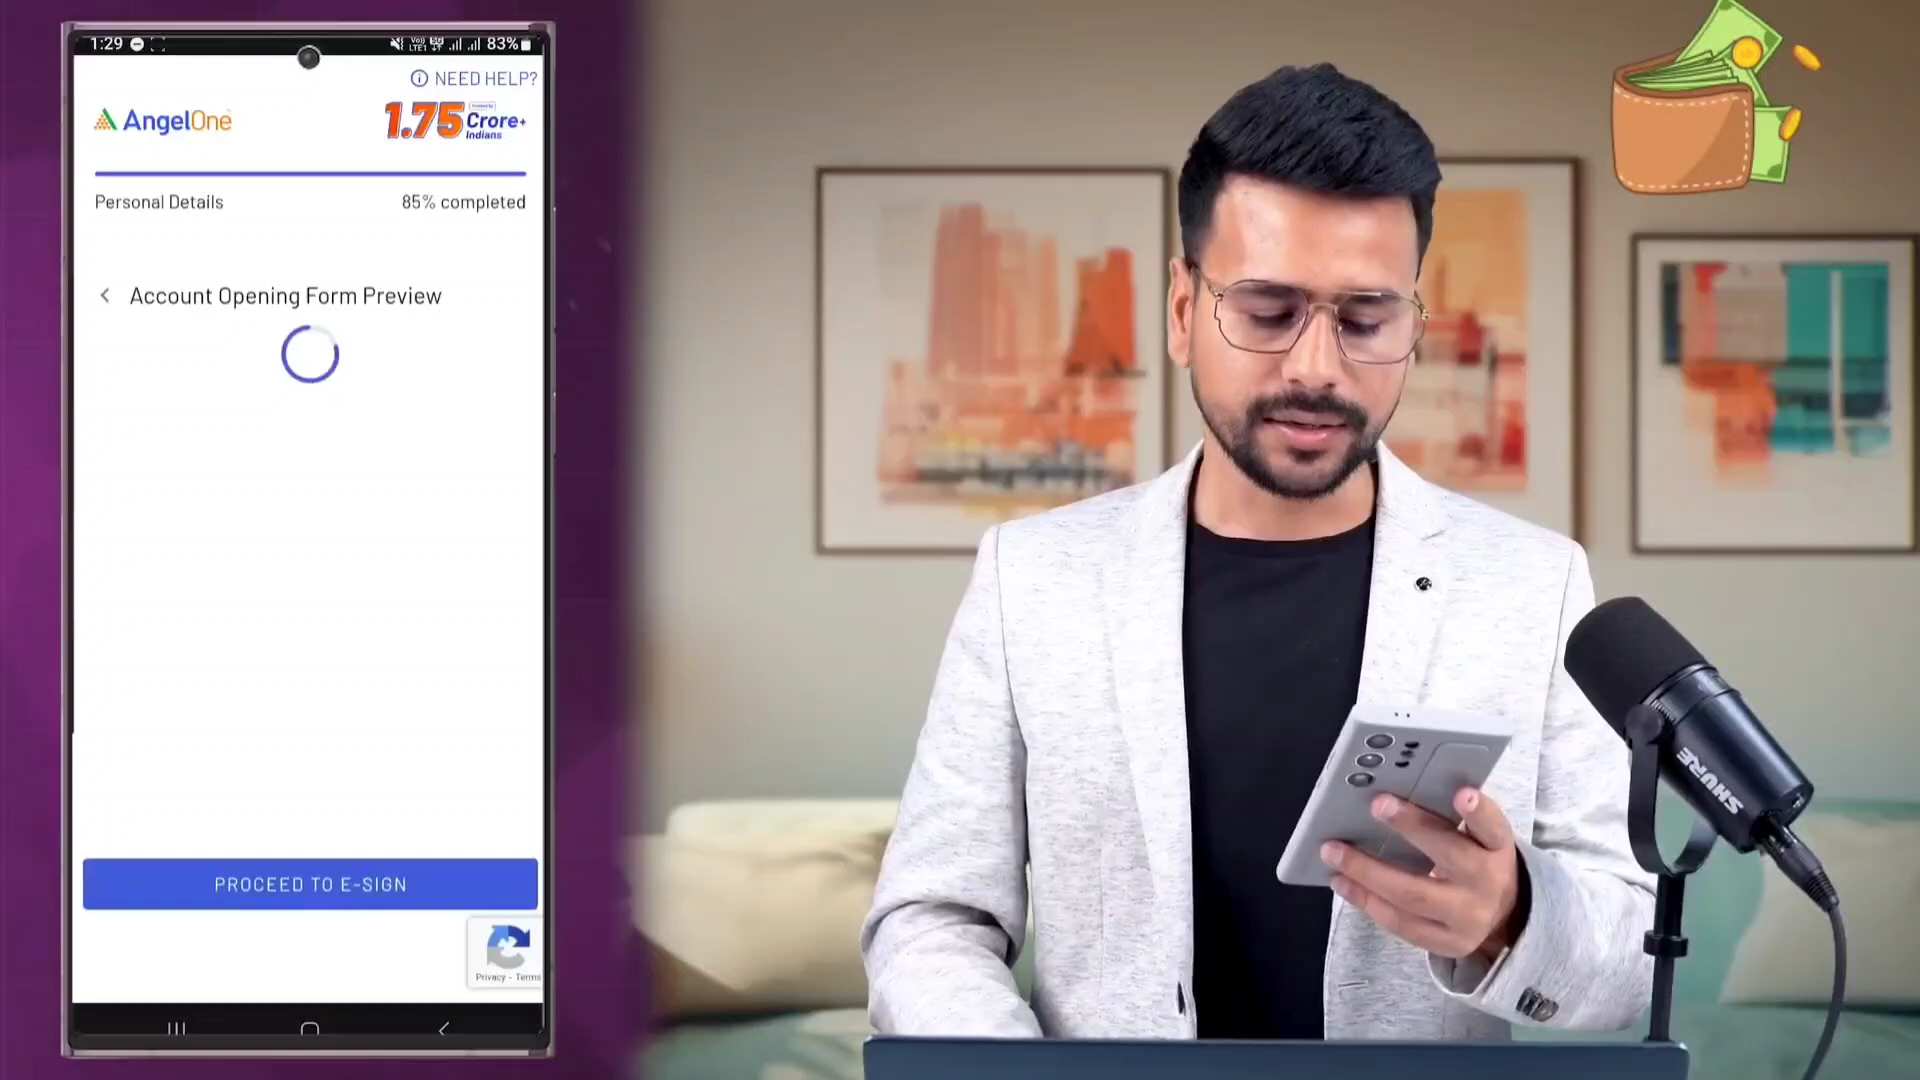 1:29 83%
NEED HELP?
AngelOne
1.75 Crore+ Indians
Personal Details 85% completed
Account Opening Form Preview
PROCEED TO E-SIGN
Privacy - Terms
SHURE